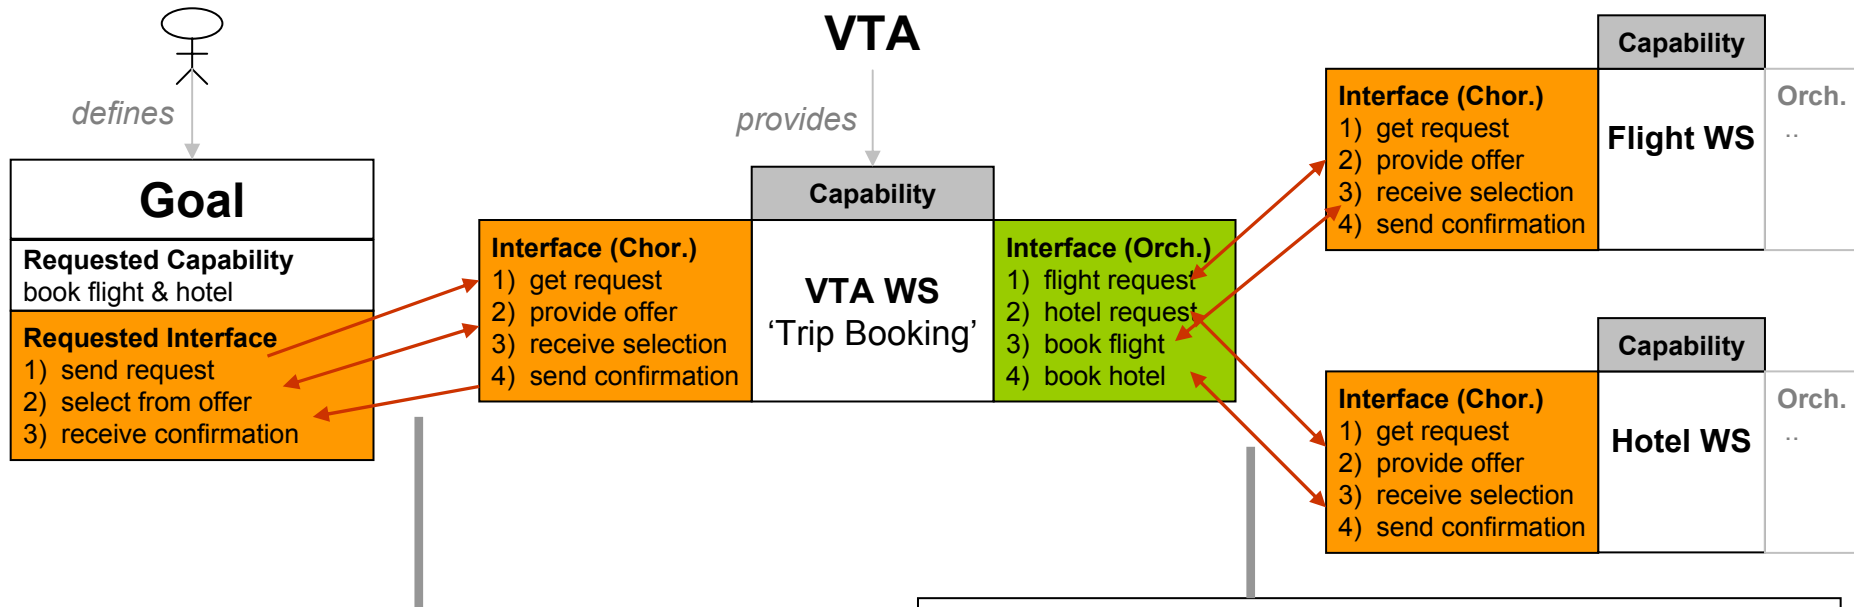 defines
Goal
Requested Capability
book flight & hotel
Requested Interface
1) send request
2) select from offer
3) receive confirmation
VTA
provides
Capability
Interface (Chor.)
1) get request
2) provide offer
3) receive selection
4) send confirmation
VTA WS
‘Trip Booking’
Interface (Orch.)
1) flight request
2) hotel request
3) book flight
4) book hotel
Capability
Interface (Chor.)
1) get request
2) provide offer
3) receive selection
4) send confirmation
Flight WS
Orch.
..
Capability
Interface (Chor.)
1) get request
2) provide offer
3) receive selection
4) send confirmation
Hotel WS
Orch.
..